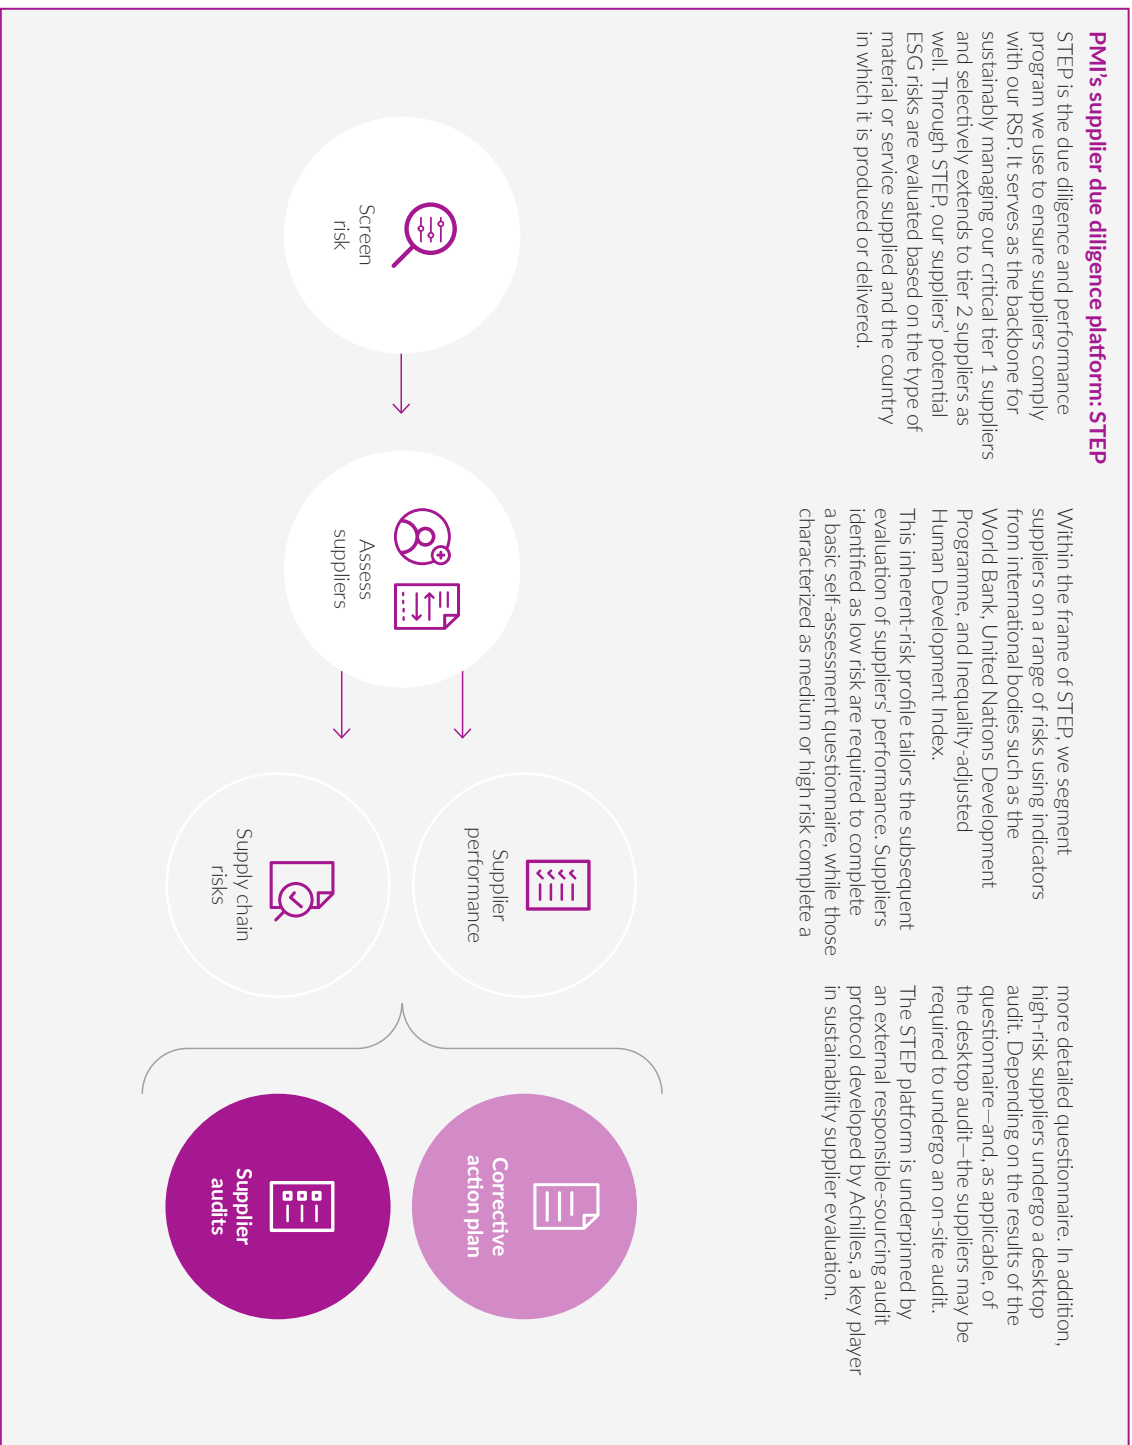 PMI's supplier due diligence platform: STEP
STEP is the due diligence and performance
program we use to ensure suppliers comply
with our RSP. It serves as the backbone for
sustainably managing our critical tier 1 suppliers
and selectively extends to tier 2 suppliers as
well. Through STEP, our suppliers' potential
ESG risks are evaluated based on the type of
material or service supplied and the country
in which it is produced or delivered.
Within the frame of STEP, we segment
suppliers on a range of risks using indicators
from international bodies such as the
World Bank, United Nations Development
Programme, and Inequality-adjusted
Human Development Index.
This inherent-risk profile tailors the subsequent
evaluation of suppliers' performance. Suppliers
identified as low risk are required to complete
a basic self-assessment questionnaire, while those
characterized as medium or high risk complete a
more detailed questionnaire. In addition,
high-risk suppliers undergo a desktop
audit. Depending on the results of the
questionnaire—and, as applicable, of
the desktop audit—the suppliers may be
required to undergo an on-site audit.
The STEP platform is underpinned by
an external responsible-sourcing audit
protocol developed by Achilles, a key player
in sustainability supplier evaluation.
Screen
risk
Assess
suppliers
Supplier
performance
Supply chain
risks
Corrective
action plan
Supplier
audits